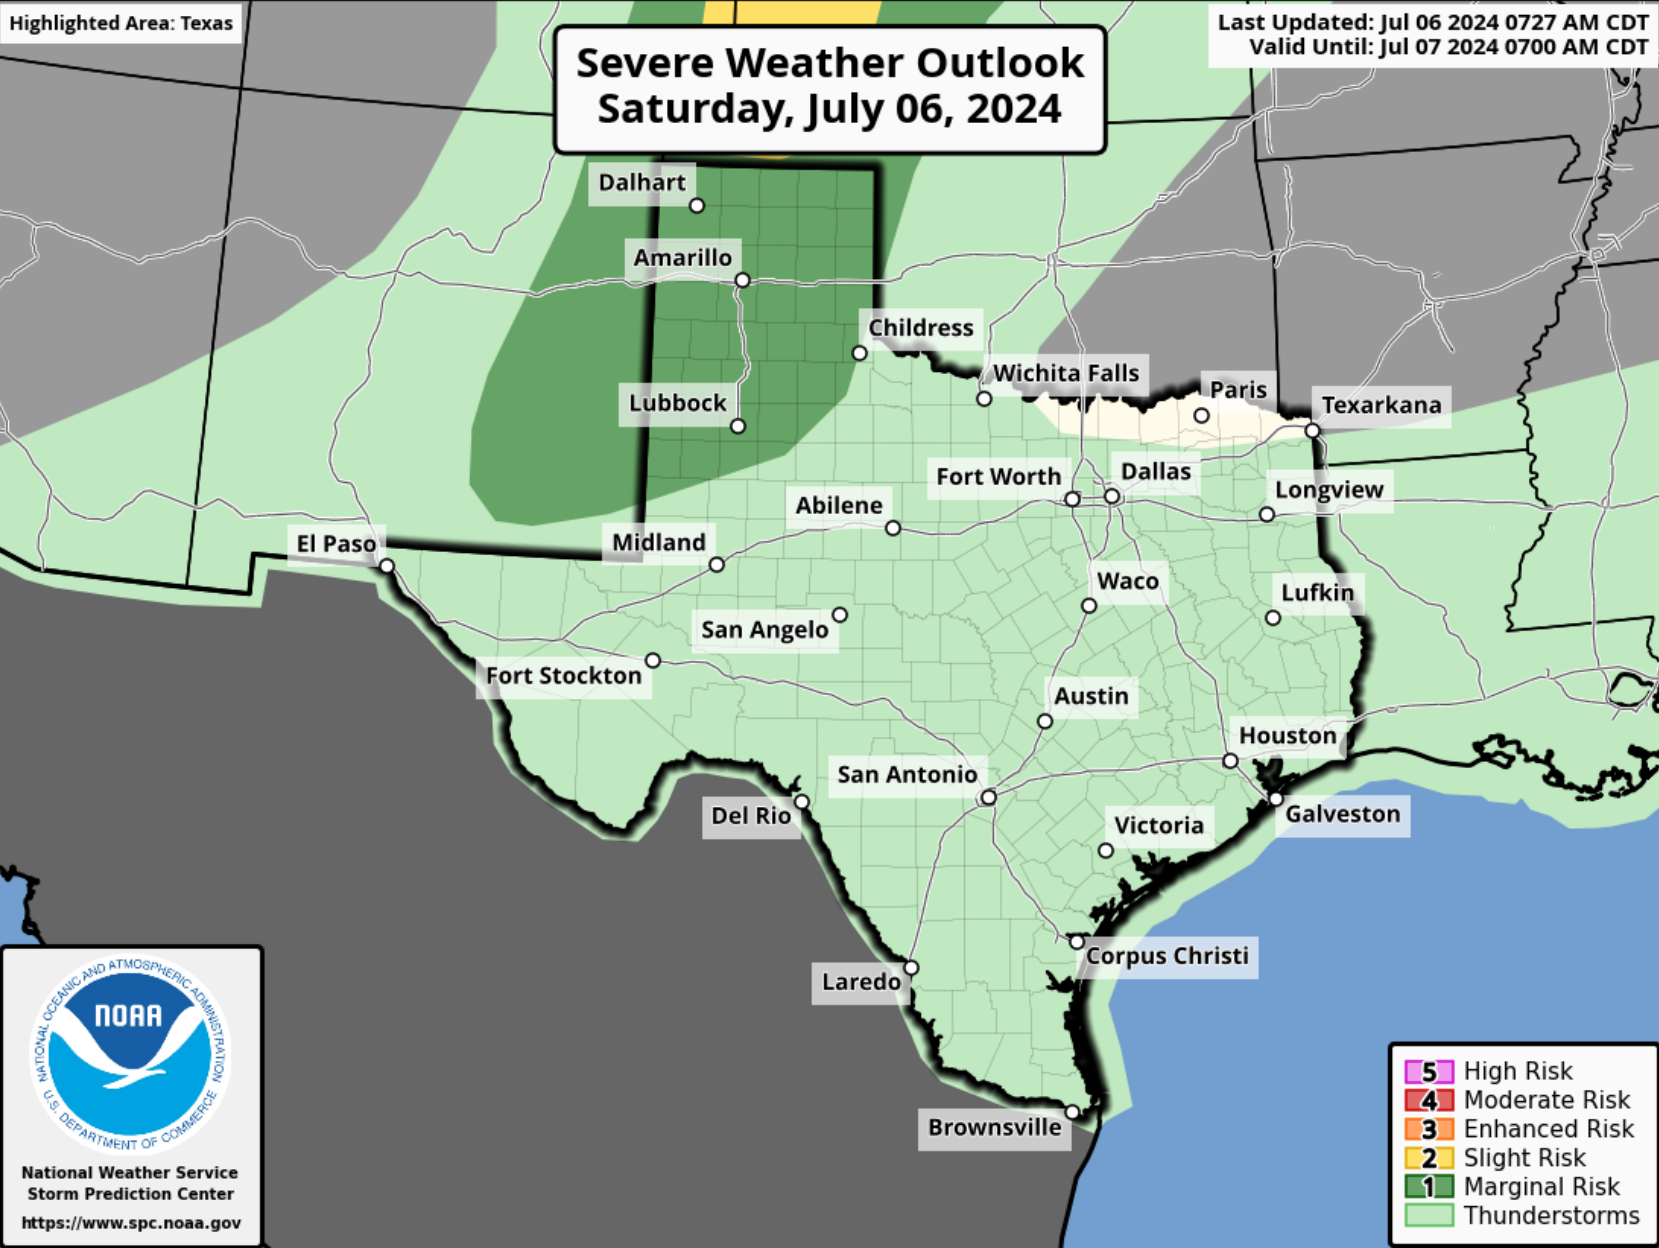 Highlighted Area: Texas
Last Updated: Jul 06 2024 0727 AM CDT
Valid Until: Jul 07 2024 0700 AM CDT
Severe Weather Outlook
Saturday, July 06, 2024
Dalhart
Amarillo
Childress
Wichita Falls
Paris
Texarkana
Lubbock
Fort Worth
Dallas
Longview
Abilene
El Paso
Midland
Waco
Lufkin
San Angelo
Fort Stockton
Austin
Houston
San Antonio
Del Rio
Galveston
Victoria
Corpus Christi
Laredo
Brownsville
NATIONAL OCEANIC AND ATMOSPHERIC ADMINISTRATION
NOAA
U.S. DEPARTMENT OF COMMERCE
National Weather Service
Storm Prediction Center
https://www.spc.noaa.gov
5 High Risk
4 Moderate Risk
3 Enhanced Risk
2 Slight Risk
1 Marginal Risk
Thunderstorms